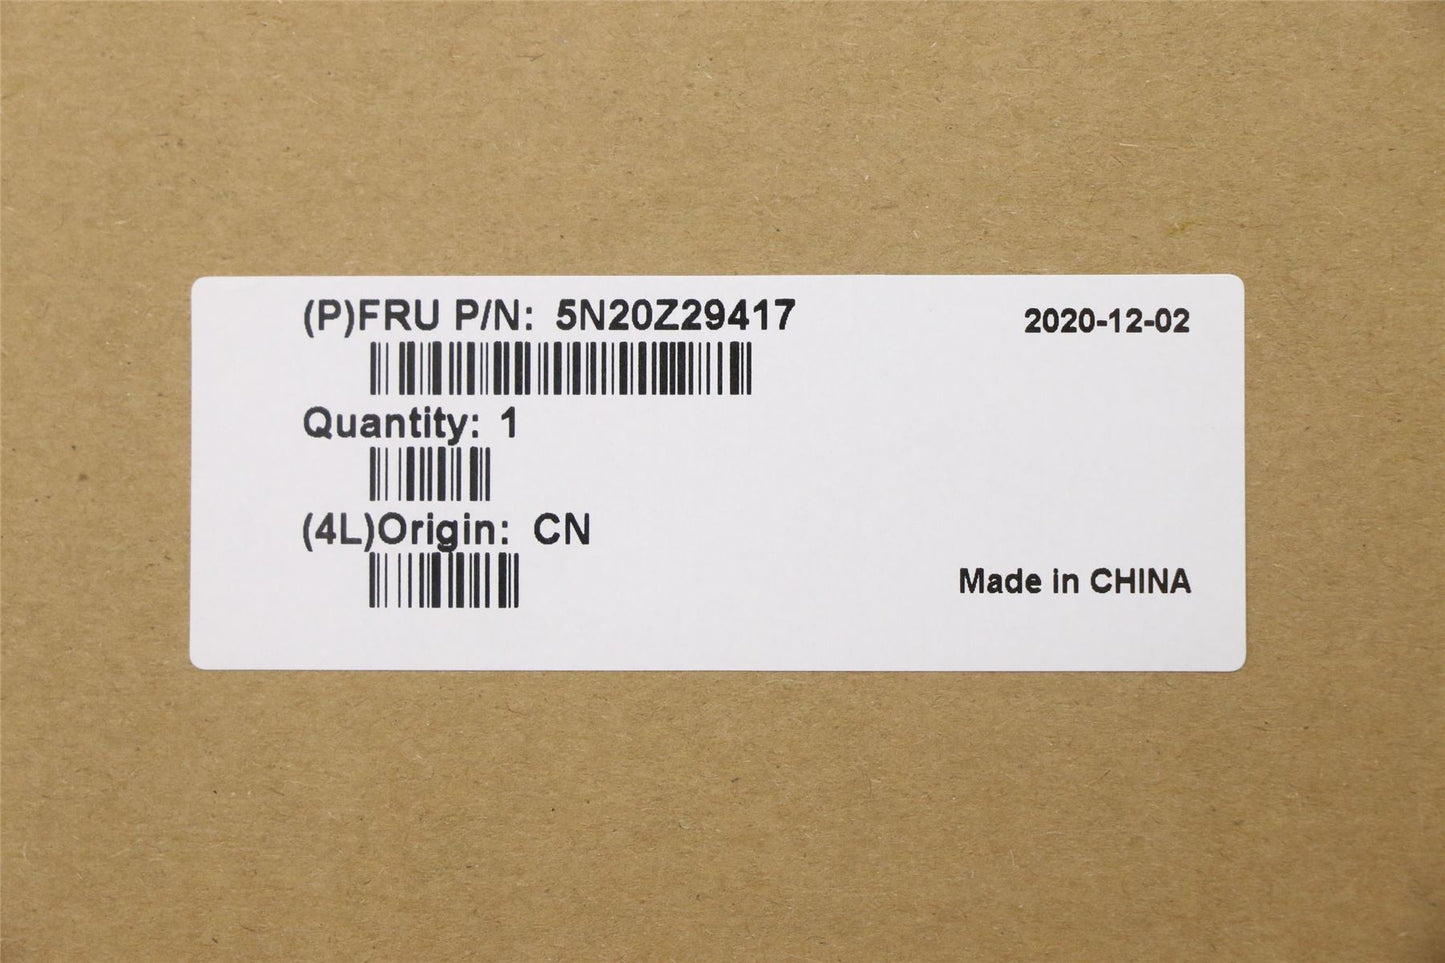 (P)FRU P/N: 5N20Z29417
2020-12-02
Quantity: 1
(4L)Origin: CN
Made in CHINA